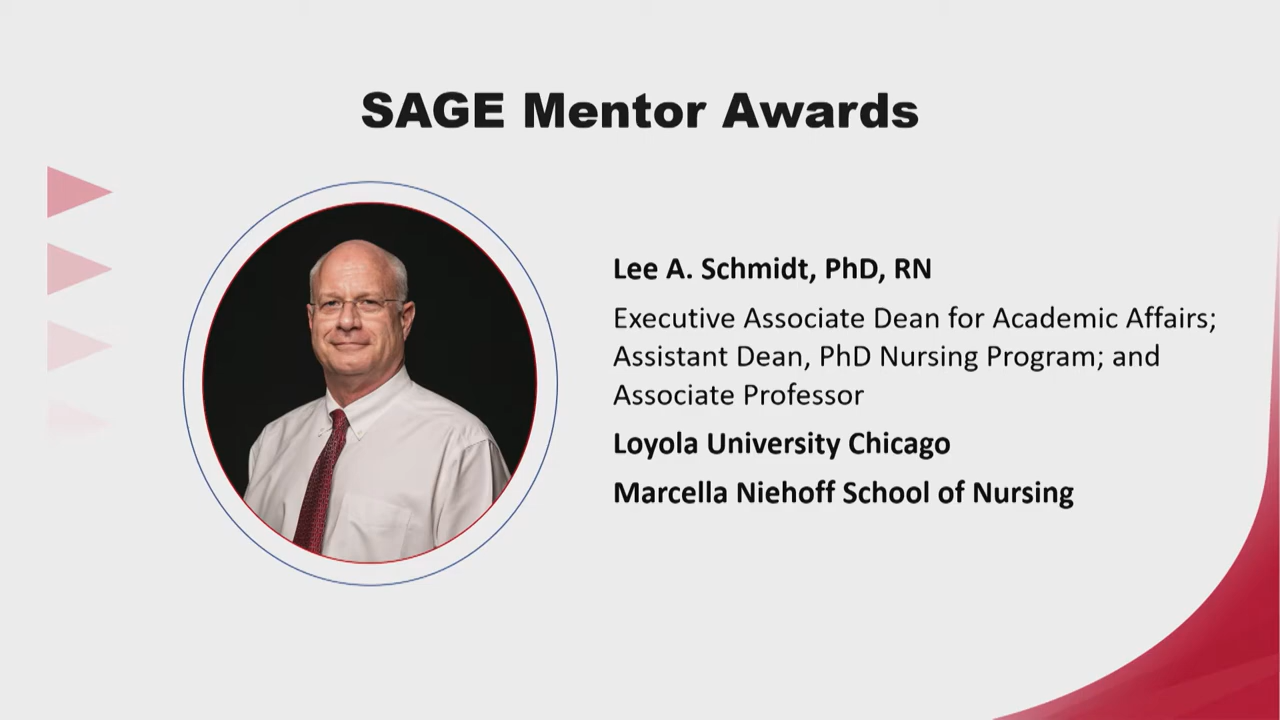 SAGE Mentor Awards
Lee A. Schmidt, PhD, RN
Executive Associate Dean for Academic Affairs;
Assistant Dean, PhD Nursing Program; and
Associate Professor
Loyola University Chicago
Marcella Niehoff School of Nursing